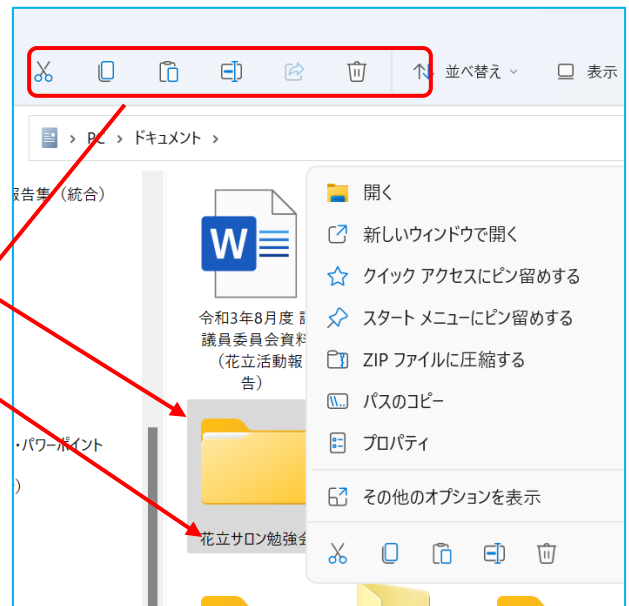 並べ替え
表示
PC › ドキュメント ›
告集（統合）
W
令和3年8月度
議員委員会資料
（花立活動報
告）
・パワーポイント
）
花立サロン勉強会
開く
新しいウィンドウで開く
クイック アクセスにピン留めする
スタート メニューにピン留めする
ZIP ファイルに圧縮する
パスのコピー
プロパティ
その他のオプションを表示